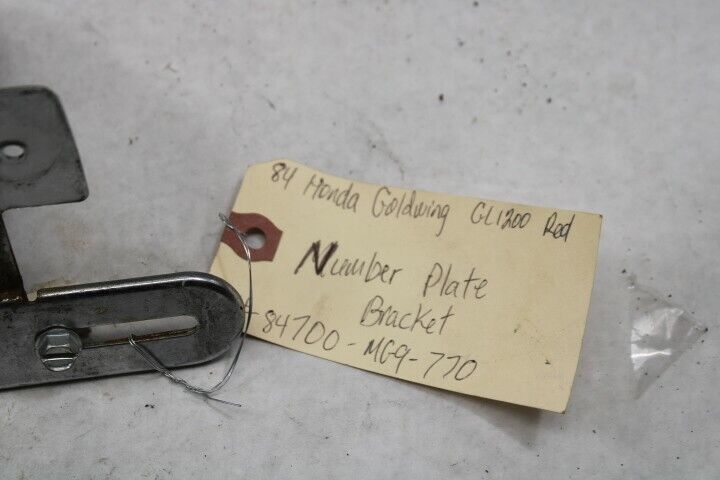 84 Honda Goldwing GL1200 Red
Number Plate
Bracket
84700-MG9-770